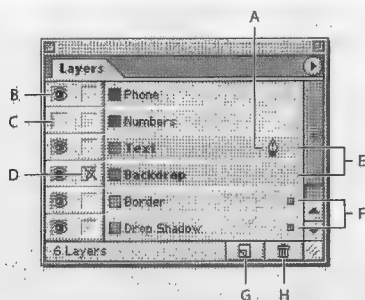 A
Layers
B
Phone
C
Numbers
Text
E
D
Backdrop
Border
F
Drop Shadow
6 Layers
G
H